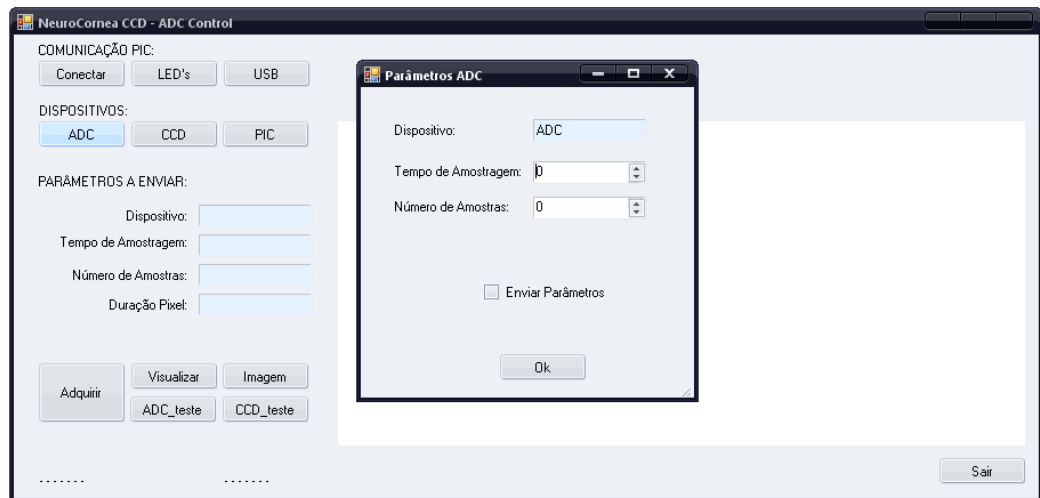 NeuroCornea CCD - ADC Control
COMUNICAÇÃO PIC:
Conectar LED's USB
DISPOSITIVOS:
ADC CCD PIC
PARÂMETROS A ENVIAR:
Dispositivo:
Tempo de Amostragem:
Número de Amostras:
Duração Pixel:
Adquirir
Visualizar Imagem
ADC_teste CCD_teste
....... .......
Parâmetros ADC
Dispositivo: ADC
Tempo de Amostragem: 0
Número de Amostras: 0
Enviar Parâmetros
Ok
Sair